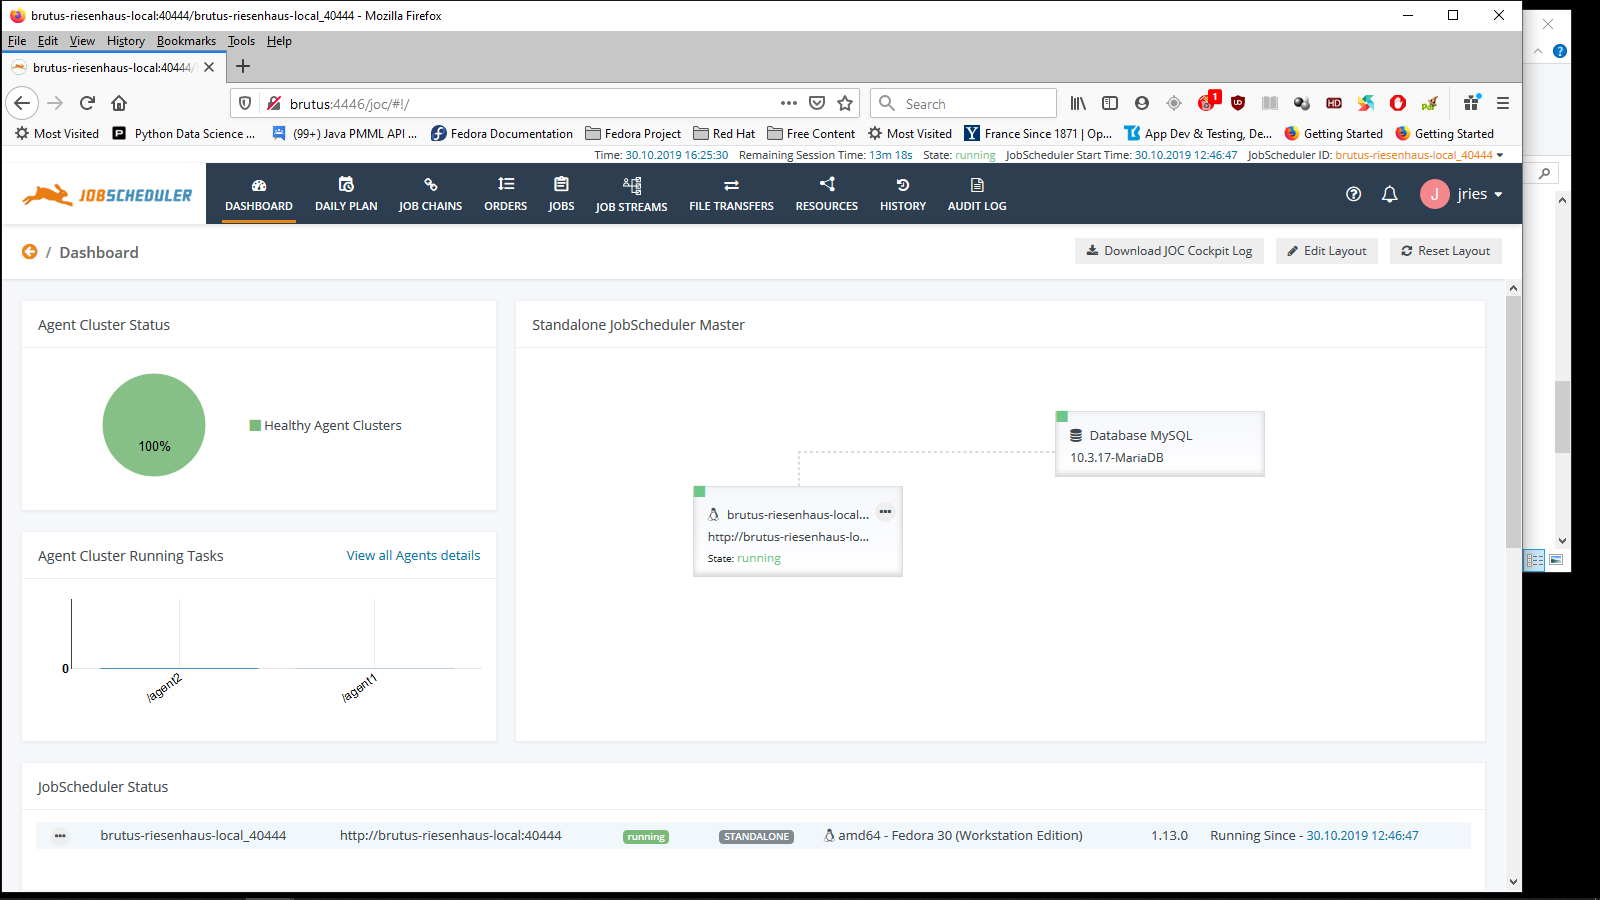 brutus-riesenhaus-local:40444/brutus-riesenhaus-local_40444 - Mozilla Firefox
File Edit View History Bookmarks Tools Help
brutus-riesenhaus-local:40444/
brutus:4446/joc/#!/
Search
1
Most Visited Python Data Science ... (99+) Java PMML API ... Fedora Documentation Fedora Project Red Hat Free Content Most Visited France Since 1871 | Op... App Dev & Testing, De... Getting Started Getting Started
Time: 30.10.2019 16:25:30 Remaining Session Time: 13m 18s State: running JobScheduler Start Time: 30.10.2019 12:46:47 JobScheduler ID: brutus-riesenhaus-local_40444
JOBSCHEDULER
DASHBOARD DAILY PLAN JOB CHAINS ORDERS JOBS JOB STREAMS FILE TRANSFERS RESOURCES HISTORY AUDIT LOG
J jries
/ Dashboard
Download JOC Cockpit Log Edit Layout Reset Layout
Agent Cluster Status
100%
Healthy Agent Clusters
Standalone JobScheduler Master
Database MySQL
10.3.17-MariaDB
brutus-riesenhaus-local...
http://brutus-riesenhaus-lo...
State: running
Agent Cluster Running Tasks View all Agents details
0
/agent2 /agent1
JobScheduler Status
brutus-riesenhaus-local_40444 http://brutus-riesenhaus-local:40444 running STANDALONE amd64 - Fedora 30 (Workstation Edition) 1.13.0 Running Since - 30.10.2019 12:46:47